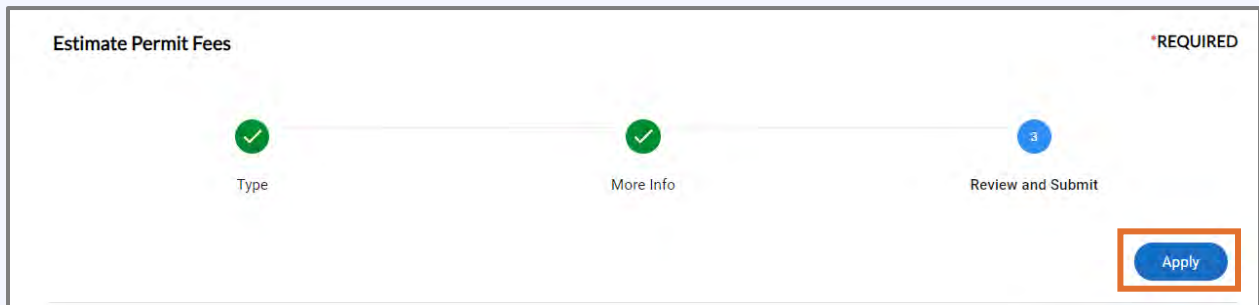 Estimate Permit Fees
*REQUIRED
3
Type
More Info
Review and Submit
Apply